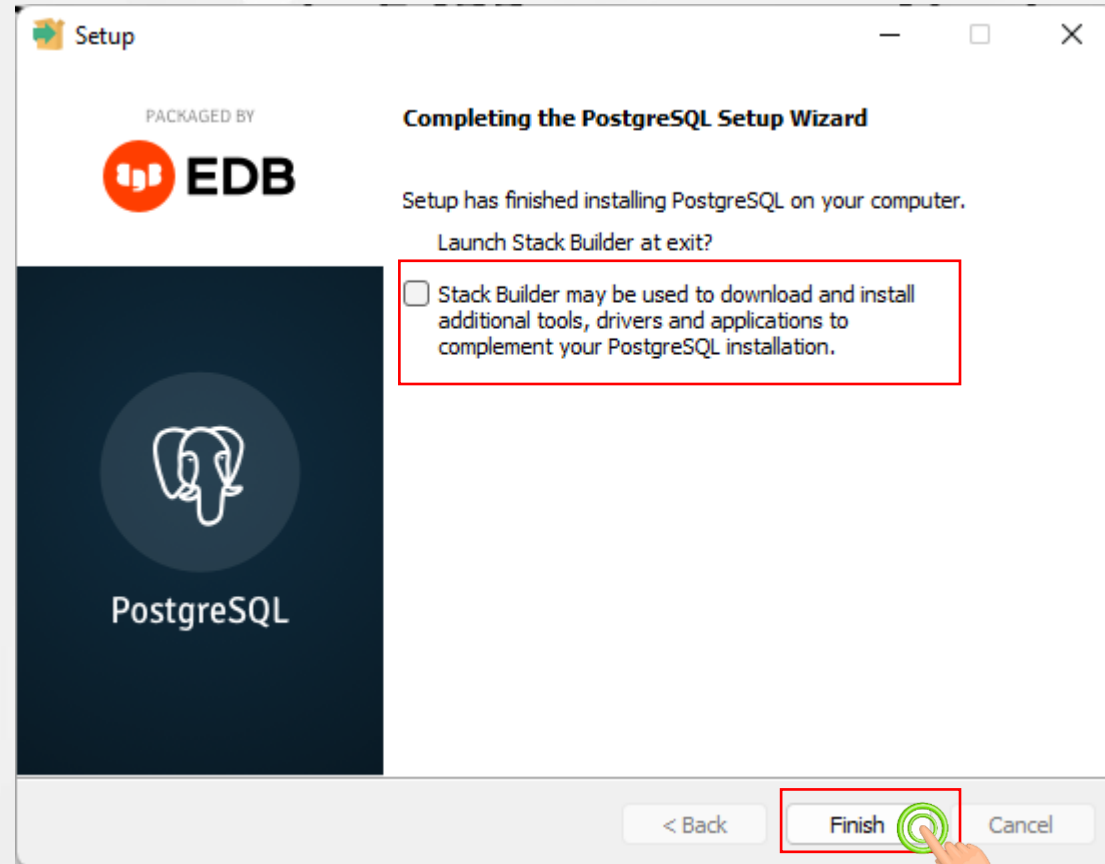 Setup
PACKAGED BY
EDB
Completing the PostgreSQL Setup Wizard
Setup has finished installing PostgreSQL on your computer.
Launch Stack Builder at exit?
Stack Builder may be used to download and install
additional tools, drivers and applications to
complement your PostgreSQL installation.
PostgreSQL
< Back
Finish
Cancel